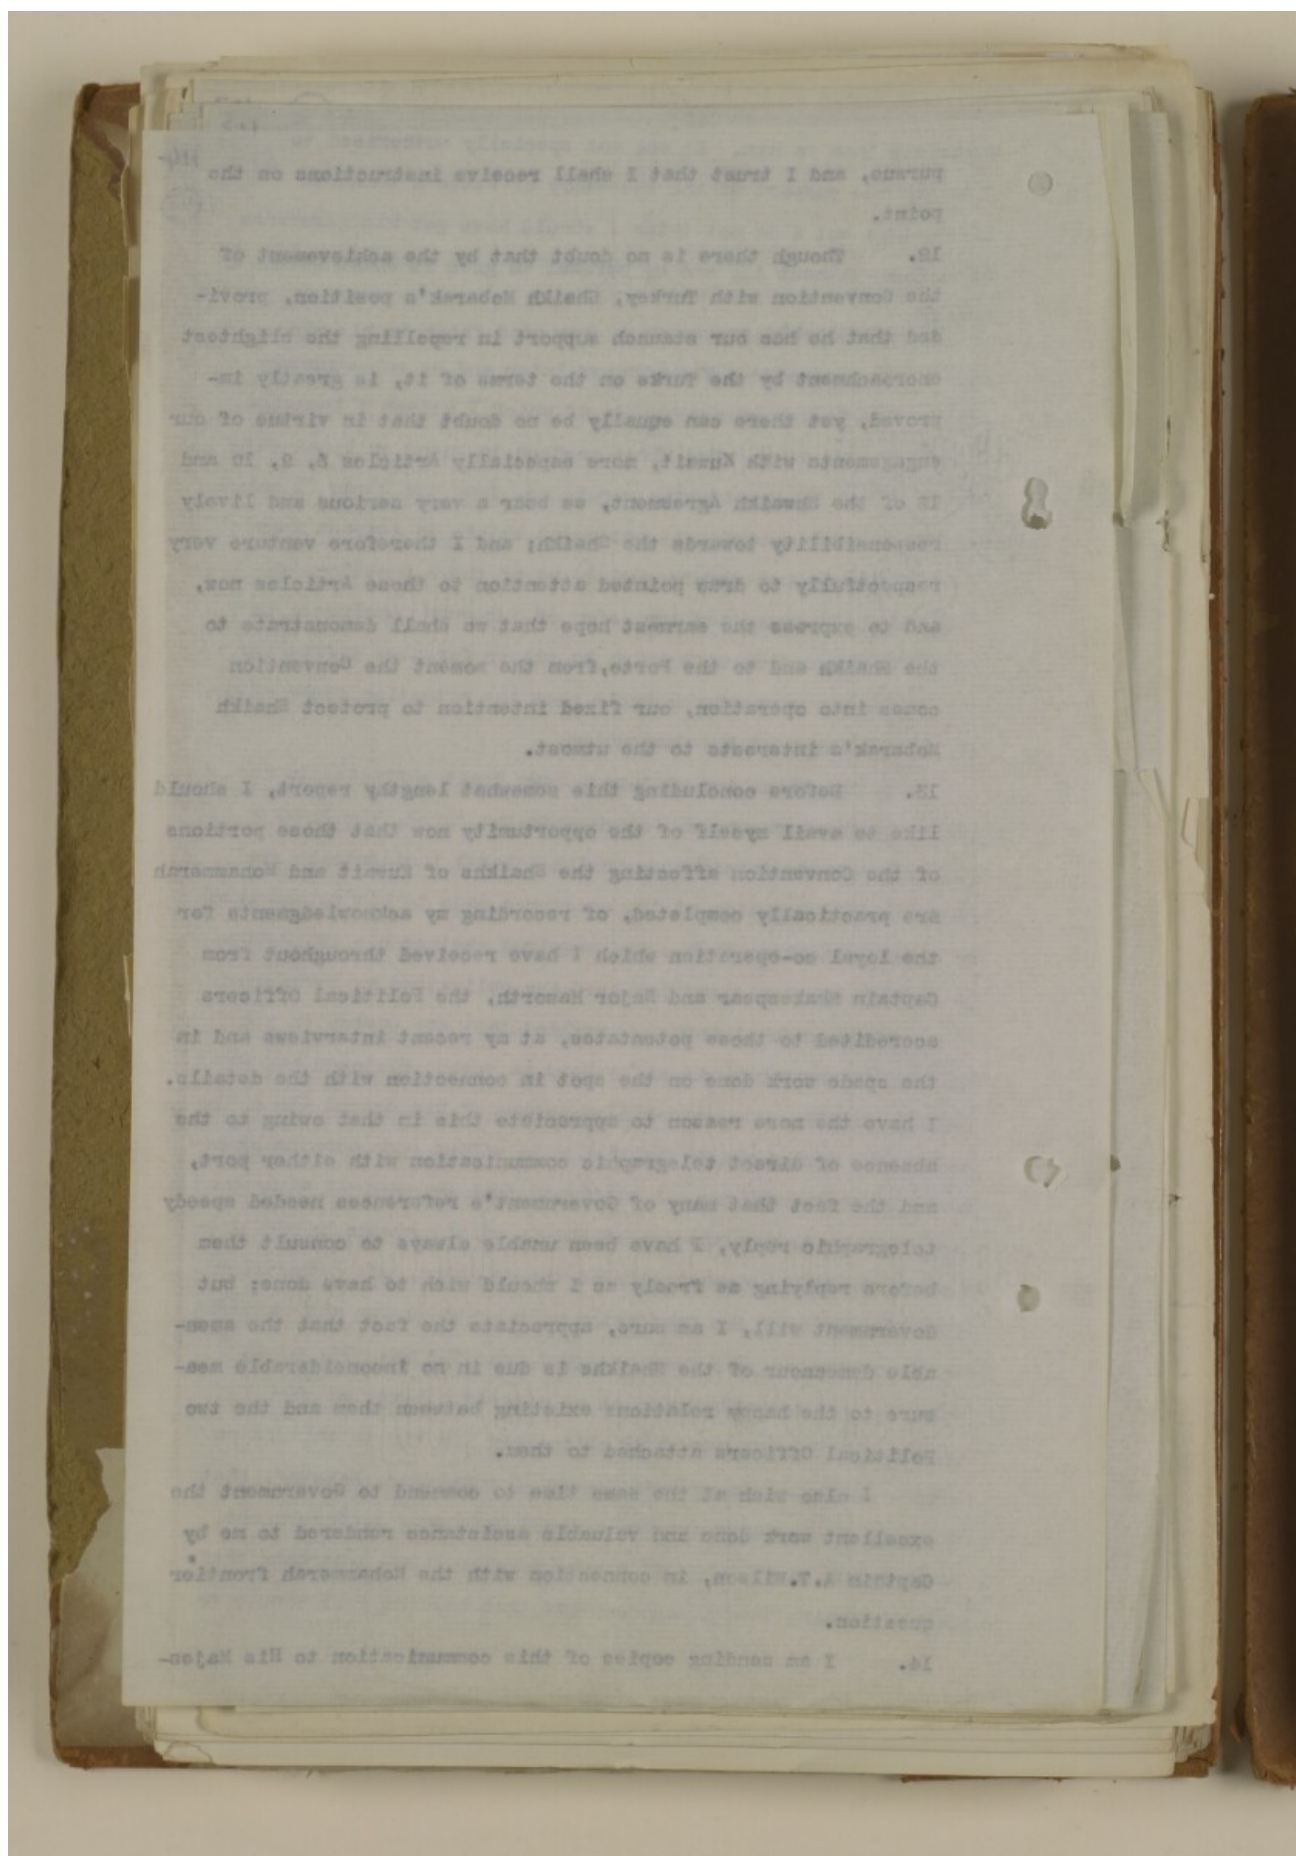 pursue, and I trust that I shall receive instructions on the
point.
12. Though there is no doubt that by the achievement of
the Convention with Turkey, Shaikh Mobarak's position, provi-
ded that he has our staunch support in repelling the slightest
encroachment by the Turks on the terms of it, is greatly im-
proved, yet there can equally be no doubt that in virtue of our
engagements with Kuwait, more especially Articles 6, 9, 10 and
of the Shwaikh Agreement, we bear a very serious and lively
responsibility towards the Shaikh; and I therefore venture very
respectfully to draw pointed attention to those Articles now,
and to express the earnest hope that we shall demonstrate to
the Shaikh and to the Porte, from the moment the Convention
comes into operation, our fixed intention to protect Shaikh
Mobarak's interests to the utmost.
13. Before concluding this somewhat lengthy report, I should
like to avail myself of the opportunity now that those portions
of the Convention affecting the Shaikhs of Kuwait and Mohammerah
are practically completed, of recording my acknowledgments for
the loyal co-operation which I have received throughout from
Captain Shakespear and Major Haworth, the Political Officers
accredited to those potentates, at my recent interviews and in
the spade work done on the spot in connection with the details.
I have the more reason to appreciate this in that owing to the
absence of direct telegraphic communication with either port,
and the fact that many of Government's references needed speedy
telegraphic reply, I have been unable always to consult them
before replying as freely as I should wish to have done; but
Government will, I am sure, appreciate the fact that the amen-
able demeanour of the Shaikhs is due in no inconsiderable mea-
sure to the happy relations existing between them and the two
Political Officers attached to them.
I also wish at the same time to commend to Government the
excellent work done and valuable assistance rendered to me by
Captain A.T.Wilson, in connection with the Mohammerah frontier
question.
14. I am sending copies of this communication to His Majes-